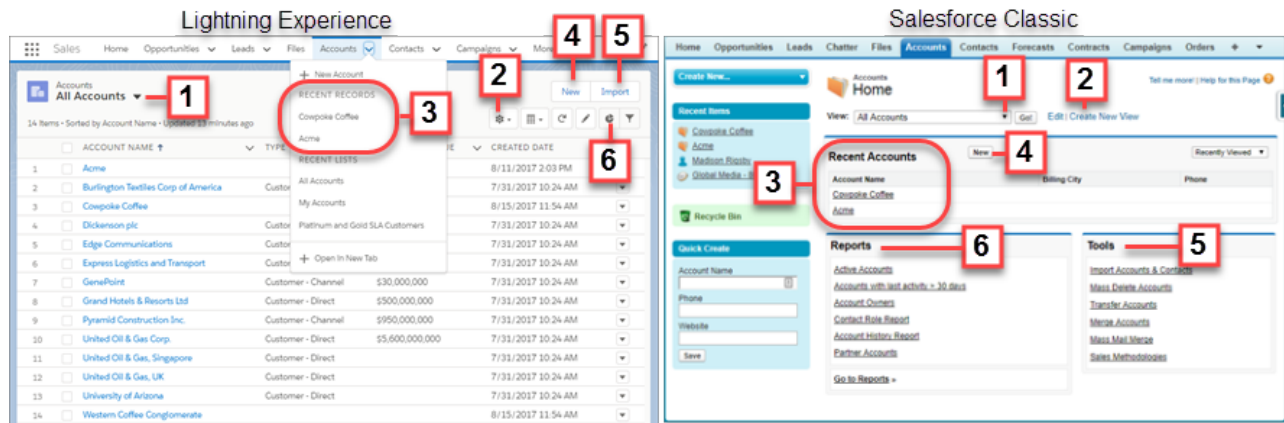 Lightning Experience
Salesforce Classic
Sales Home Opportunities Leads Files Accounts Contacts Campaigns
4 5
+ New Account
Accounts
All Accounts
1
2
New Import
14 Items • Sorted by Account Name • Updated 13 minutes ago
RECENT RECORDS
Cowpoke Coffee
Acme
3
6
RECENT LISTS
All Accounts
My Accounts
Platinum and Gold SLA Customers
+ Open In New Tab
ACCOUNT NAME CREATED DATE
1 Acme 8/11/2017 2:03 PM
2 Burlington Textiles Corp of America 7/31/2017 10:24 AM
3 Cowpoke Coffee 8/15/2017 11:54 AM
4 Dickenson plc 7/31/2017 10:24 AM
5 Edge Communications 7/31/2017 10:24 AM
6 Express Logistics and Transport 7/31/2017 10:24 AM
7 GenePoint Customer - Channel $30,000,000 7/31/2017 10:24 AM
8 Grand Hotels & Resorts Ltd Customer - Direct $500,000,000 7/31/2017 10:24 AM
9 Pyramid Construction Inc. Customer - Channel $950,000,000 7/31/2017 10:24 AM
10 United Oil & Gas Corp. Customer - Direct $5,600,000,000 7/31/2017 10:24 AM
11 United Oil & Gas, Singapore Customer - Direct 7/31/2017 10:24 AM
12 United Oil & Gas, UK Customer - Direct 7/31/2017 10:24 AM
13 University of Arizona Customer - Direct 7/31/2017 10:24 AM
14 Western Coffee Conglomerate 8/15/2017 11:54 AM
Home Opportunities Leads Chatter Files Accounts Contacts Forecasts Contracts Campaigns Orders +
Create New...
Recent Items
Cowpoke Coffee
Acme
Madison Rigsby
Recycle Bin
Quick Create
Account Name
Phone
Website
Save
Accounts
Home
1
2
Tell me more! | Help for this Page
View: All Accounts Go! Edit | Create New View
Recent Accounts New 4 Recently Viewed
3
Account Name Billing City Phone
Cowpoke Coffee
Acme
Reports 6
Active Accounts
Accounts with last activity > 30 days
Account Owners
Contact Role Report
Account History Report
Partner Accounts
Go to Reports »
Tools 5
Import Accounts & Contacts
Mass Delete Accounts
Transfer Accounts
Merge Accounts
Mass Mail Merge
Sales Methodologies